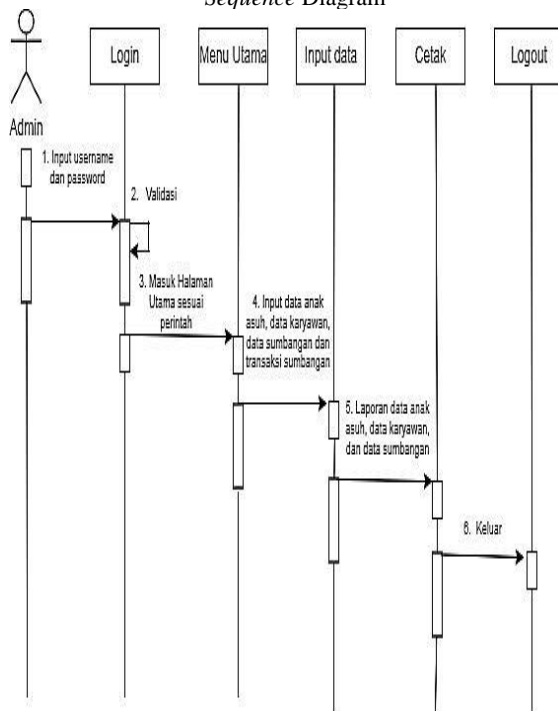 Sequence Diagram
Login
Menu Utama
Input data
Cetak
Logout
Admin
1. Input username
dan password
2. Validasi
3. Masuk Halaman
Utama sesuai
perintah
4. Input data anak
asuh, data karyawan,
data sumbangan dan
transaksi sumbangan
5. Laporan data anak
asuh, data karyawan,
dan data sumbangan
6. Keluar